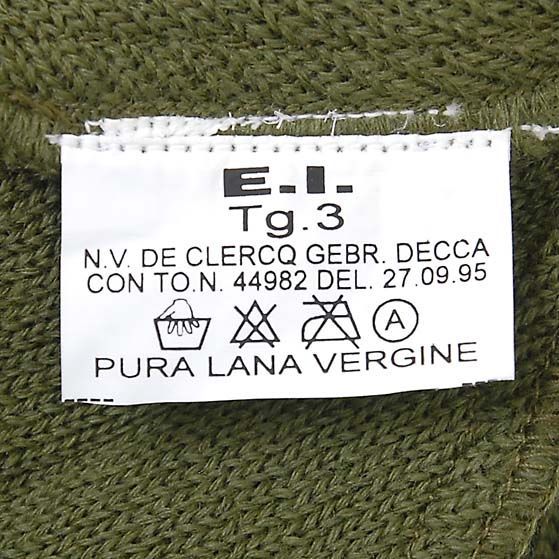 E.I.
Tg.3
N.V. DE CLERCQ GEBR. DECCA
CON TO.N. 44982 DEL. 27.09.95
A
PURA LANA VERGINE